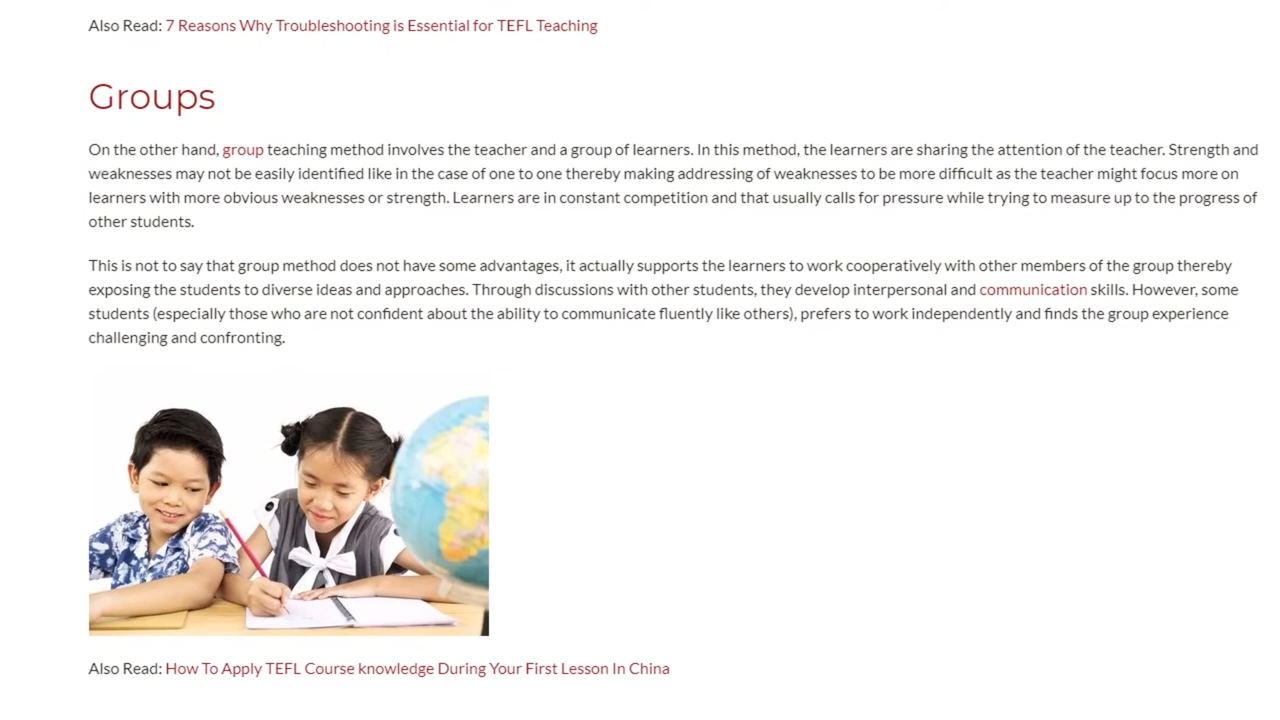 Also Read: 7 Reasons Why Troubleshooting is Essential for TEFL Teaching
Groups
On the other hand, group teaching method involves the teacher and a group of learners. In this method, the learners are sharing the attention of the teacher. Strength and
weaknesses may not be easily identified like in the case of one to one thereby making addressing of weaknesses to be more difficult as the teacher might focus more on
learners with more obvious weaknesses or strength. Learners are in constant competition and that usually calls for pressure while trying to measure up to the progress of
other students.
This is not to say that group method does not have some advantages, it actually supports the learners to work cooperatively with other members of the group thereby
exposing the students to diverse ideas and approaches. Through discussions with other students, they develop interpersonal and communication skills. However, some
students (especially those who are not confident about the ability to communicate fluently like others), prefers to work independently and finds the group experience
challenging and confronting.
Also Read: How To Apply TEFL Course knowledge During Your First Lesson In China